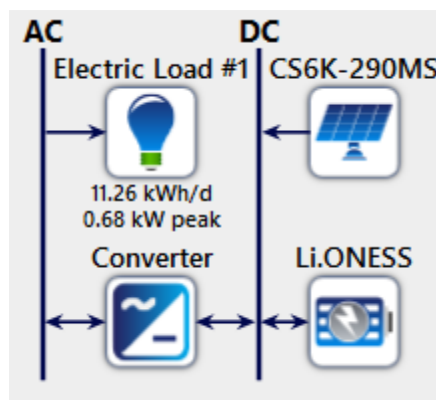 AC
DC
Electric Load #1
CS6K-290MS
11.26 kWh/d
0.68 kW peak
Converter
Li.ONESS